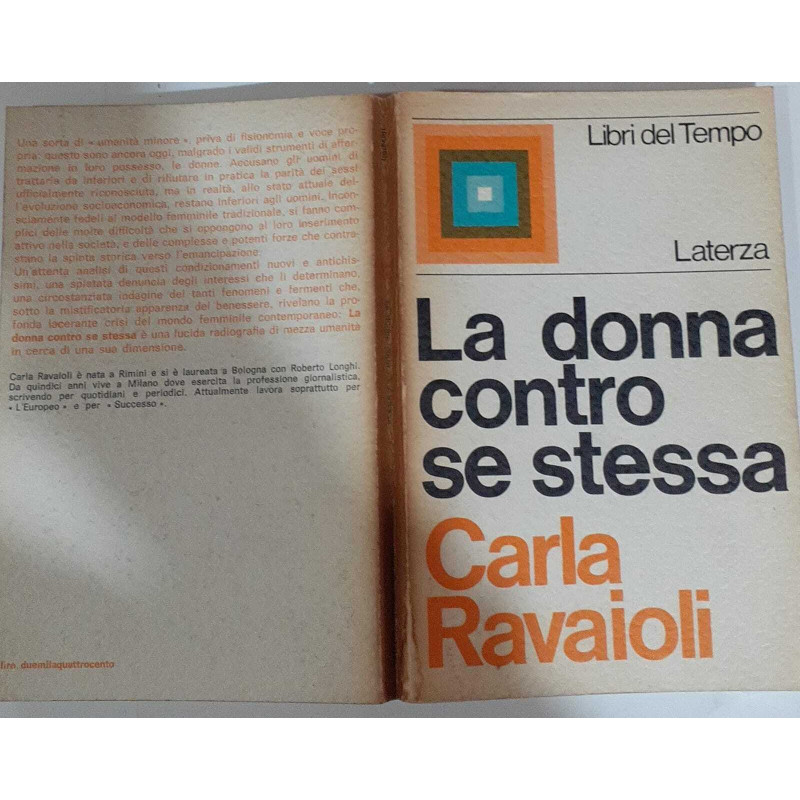 Una sorta di « umanità minore », priva di fisionomia e voce pro-
pria: questo sono ancora oggi, malgrado i validi strumenti di affer-
mazione in loro possesso, le donne. Accusano gli uomini di
trattarle da inferiori e di rifiutare in pratica la parità dei sessi
ufficialmente riconosciuta, ma in realtà, allo stato attuale del-
l'evoluzione socioeconomica, restano inferiori agli uomini. Incon-
sciamente fedeli al modello femminile tradizionale, si fanno com-
plici delle molte difficoltà che si oppongono al loro inserimento
attivo nella società, e delle complesse e potenti forze che contra-
stano la spinta storica verso l'emancipazione.
Un'attenta analisi di questi condizionamenti nuovi e antichis-
simi, una spietata denuncia degli interessi che li determinano,
una circostanziata indagine dei tanti fenomeni e fermenti che,
sotto la mistificatoria apparenza del benessere, rivelano la pro-
fonda lacerante crisi del mondo femminile contemporaneo: La
donna contro se stessa è una lucida radiografia di mezza umanità
in cerca di una sua dimensione.
Carla Ravaioli è nata a Rimini e si è laureata a Bologna con Roberto Longhi.
Da quindici anni vive a Milano dove esercita la professione giornalistica,
scrivendo per quotidiani e periodici. Attualmente lavora soprattutto per
« L'Europeo » e per « Successo ».
lire duemilaquattrocento
Libri del Tempo
Laterza
La donna
contro
se stessa
Carla
Ravaioli